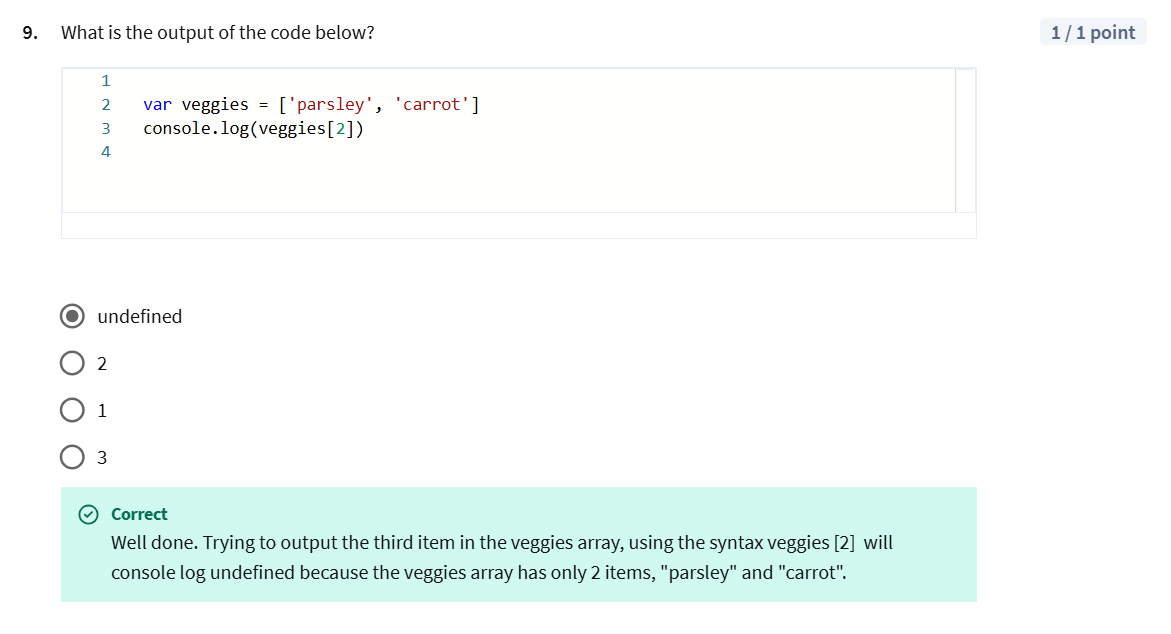 9. What is the output of the code below?
1 / 1 point
1
2 var veggies = ['parsley', 'carrot']
3 console.log(veggies[2])
4
undefined
2
1
3
Correct
Well done. Trying to output the third item in the veggies array, using the syntax veggies [2] will
console log undefined because the veggies array has only 2 items, "parsley" and "carrot".